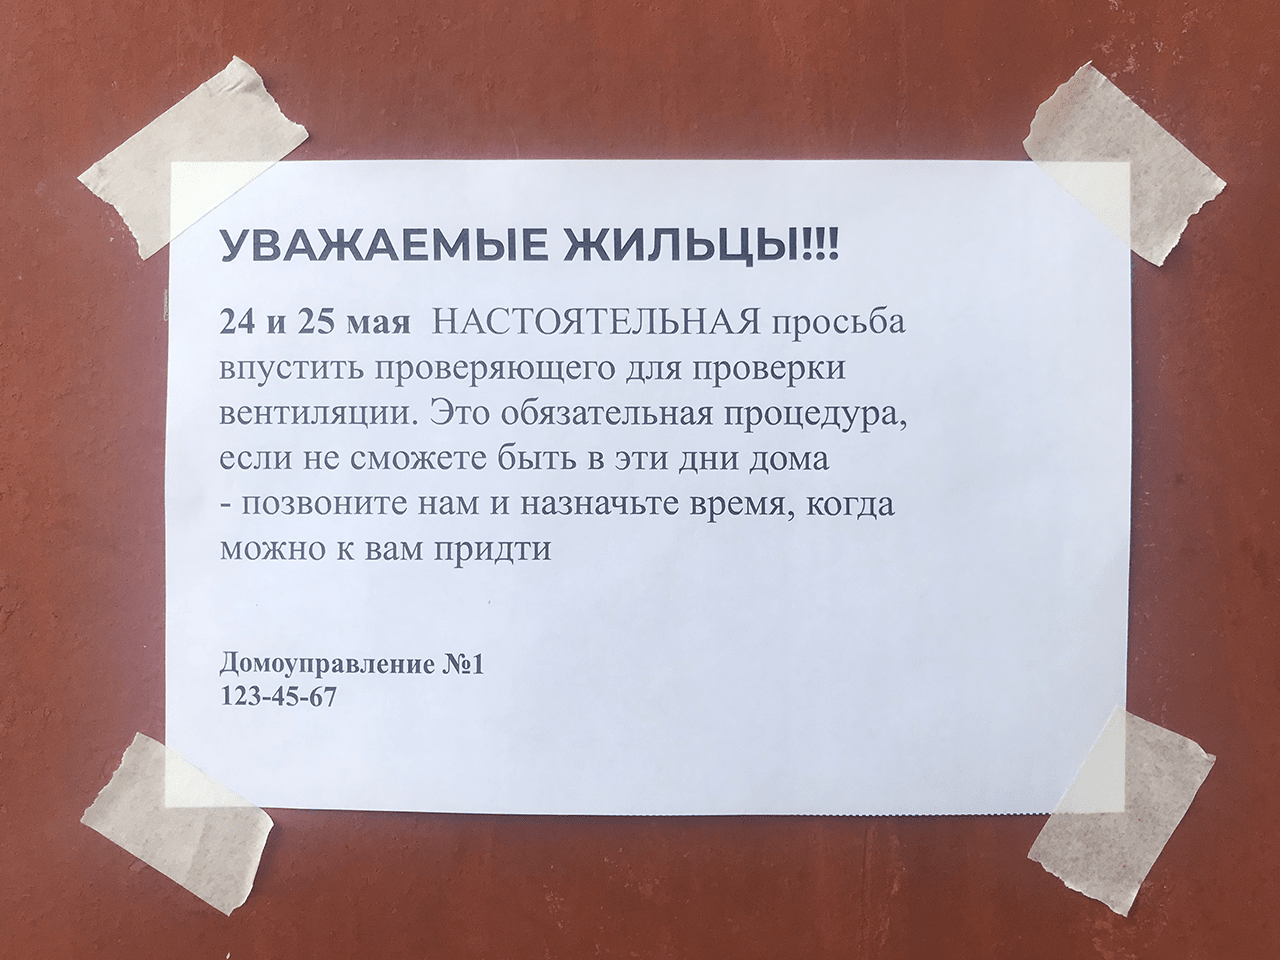 УВАЖАЕМЫЕ ЖИЛЬЦЫ!!!
24 и 25 мая НАСТОЯТЕЛЬНАЯ просьба
впустить проверяющего для проверки
вентиляции. Это обязательная процедура,
если не сможете быть в эти дни дома
- позвоните нам и назначьте время, когда
можно к вам придти
Домоуправление №1
123-45-67